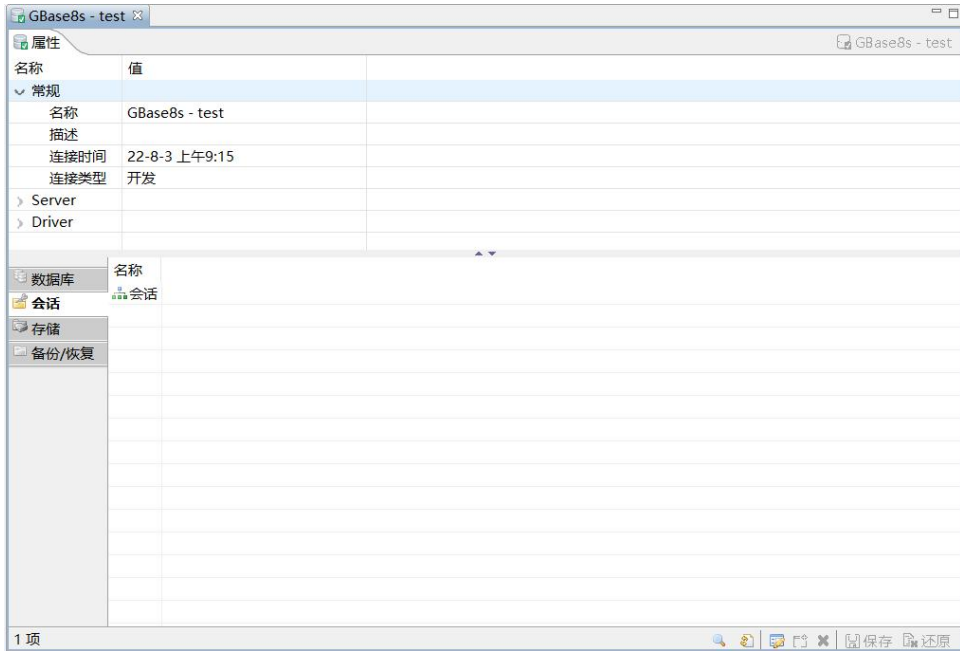 GBase8s - test
属性 GBase8s - test
名称 值
常规
名称 GBase8s - test
描述
连接时间 22-8-3 上午9:15
连接类型 开发
Server
Driver
数据库
会话
存储
备份/恢复
名称
会话
1 项 保存 还原